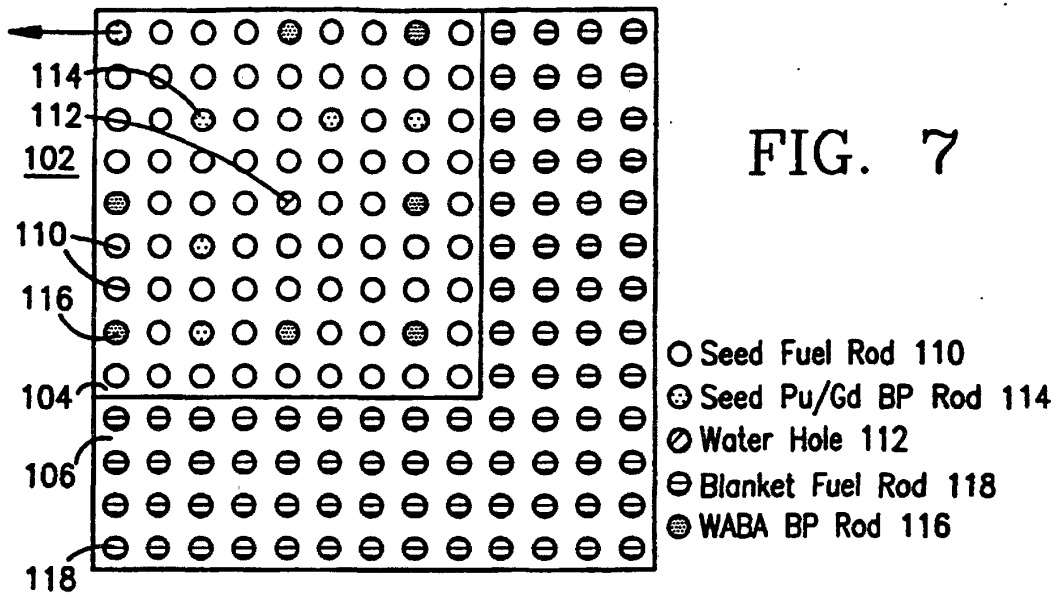 114
112
102
110
116
104
106
118
FIG. 7
Seed Fuel Rod 110
Seed Pu/Gd BP Rod 114
Water Hole 112
Blanket Fuel Rod 118
WABA BP Rod 116